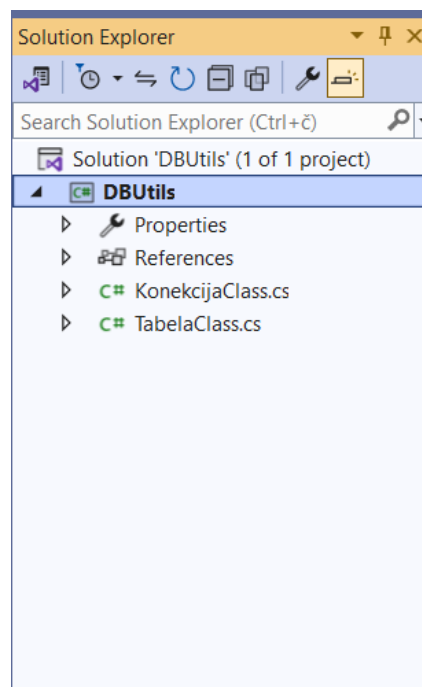 Solution Explorer
Search Solution Explorer (Ctrl+č)
Solution 'DBUtils' (1 of 1 project)
C# DBUtils
Properties
References
C# KonekcijaClass.cs
C# TabelaClass.cs